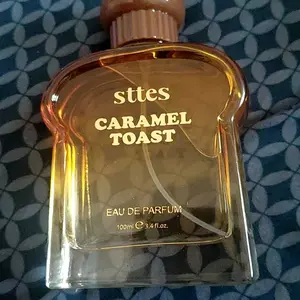 sttes
CARAMEL
TOAST
EAU DE PARFUM
100ml ℮ 3.4 fl.oz.